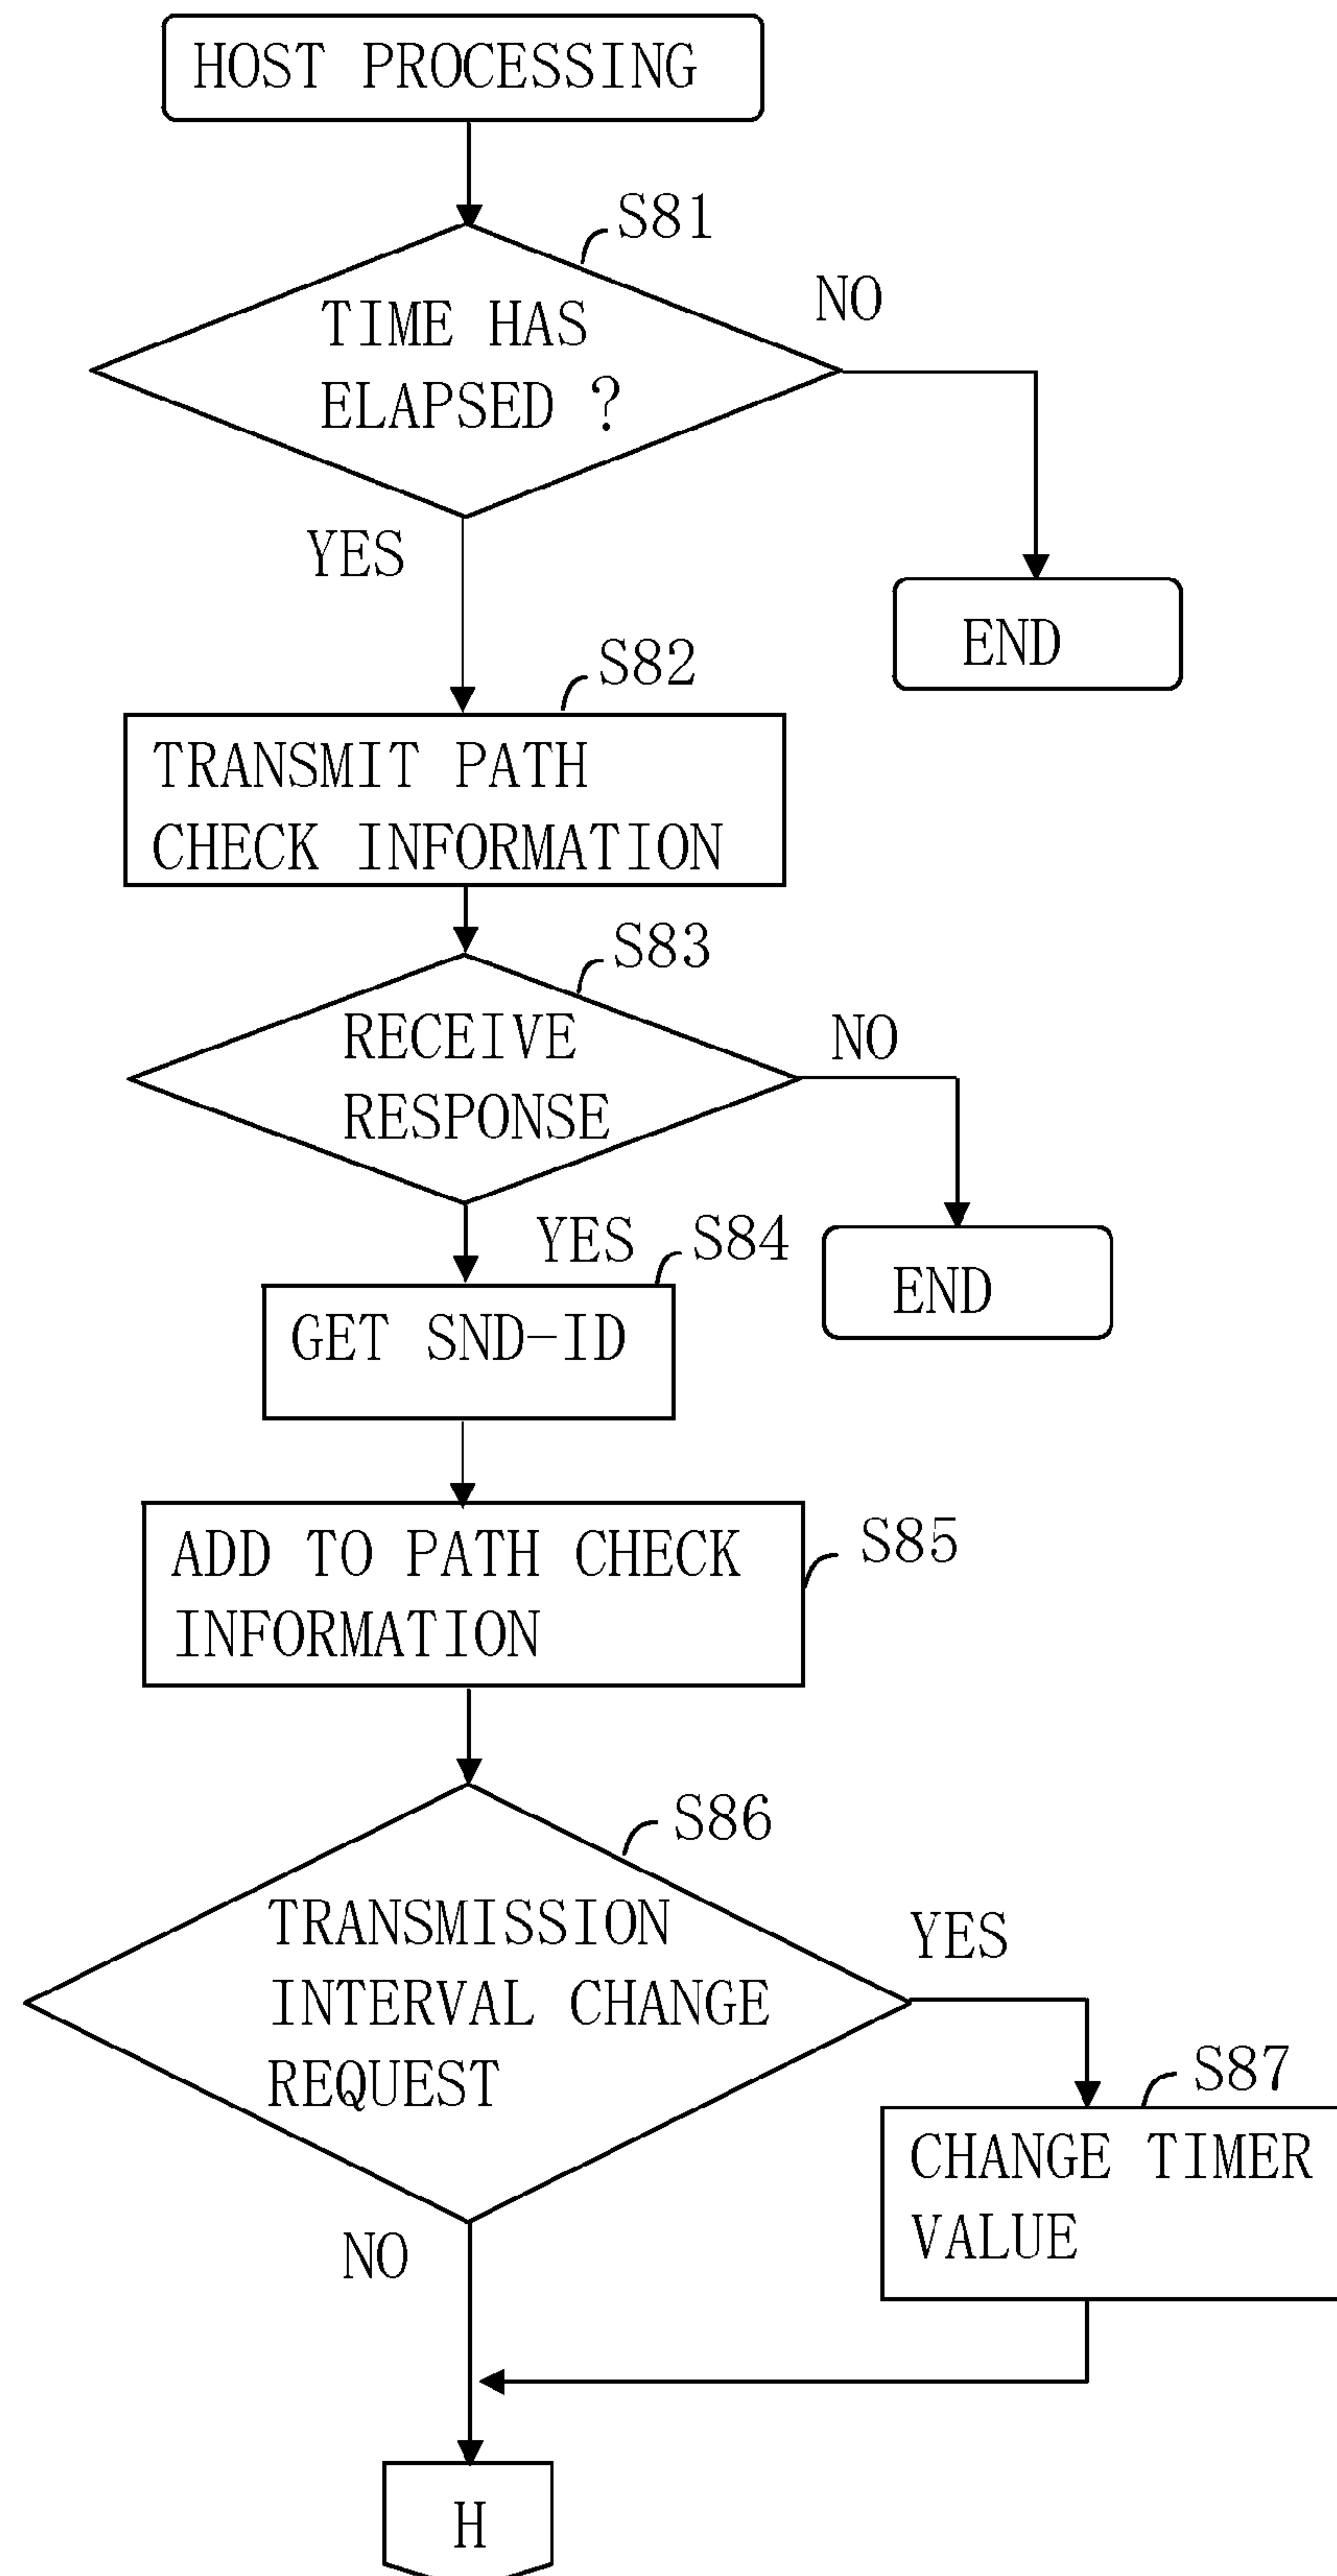 HOST PROCESSING
S81
TIME HAS
ELAPSED ?
NO
YES
END
S82
TRANSMIT PATH
CHECK INFORMATION
S83
RECEIVE
RESPONSE
NO
YES
S84
END
GET SND-ID
S85
ADD TO PATH CHECK
INFORMATION
S86
TRANSMISSION
INTERVAL CHANGE
REQUEST
YES
S87
CHANGE TIMER
VALUE
NO
H